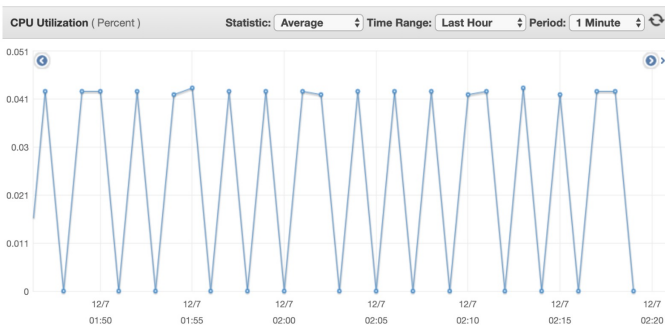 CPU Utilization ( Percent )
Statistic: Average Time Range: Last Hour Period: 1 Minute
0.051
0.041
0.03
0.021
0.011
0
12/7 12/7 12/7 12/7 12/7 12/7 12/7
01:50 01:55 02:00 02:05 02:10 02:15 02:20